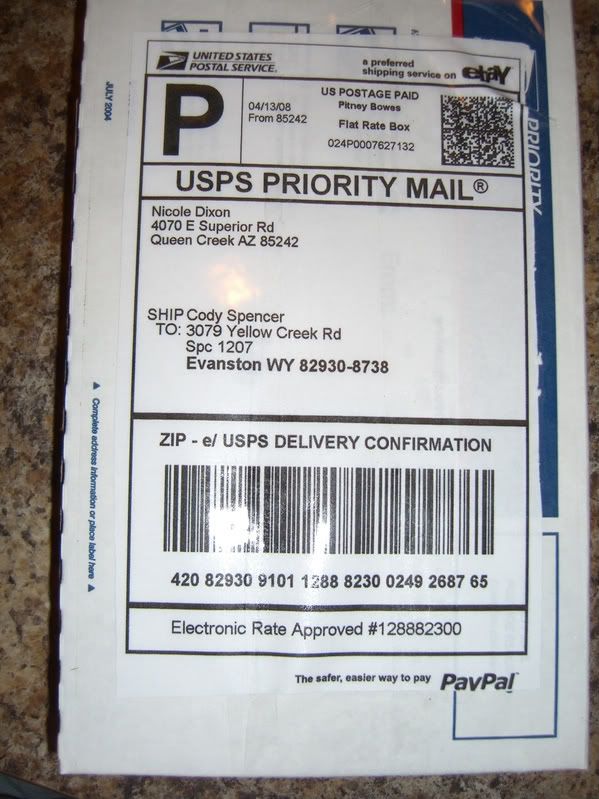 UNITED STATES
POSTAL SERVICE.
a preferred
shipping service on ebay
P
04/13/08
From 85242
US POSTAGE PAID
Pitney Bowes
Flat Rate Box
024P0007627132
USPS PRIORITY MAIL®
Nicole Dixon
4070 E Superior Rd
Queen Creek AZ 85242
SHIP Cody Spencer
TO: 3079 Yellow Creek Rd
Spc 1207
Evanston WY 82930-8738
ZIP - e/ USPS DELIVERY CONFIRMATION
420 82930 9101 1288 8230 0249 2687 65
Electronic Rate Approved #128882300
The safer, easier way to pay PayPal
JULY 2004
▲ Complete address information or place label here ▲
PRIORITY